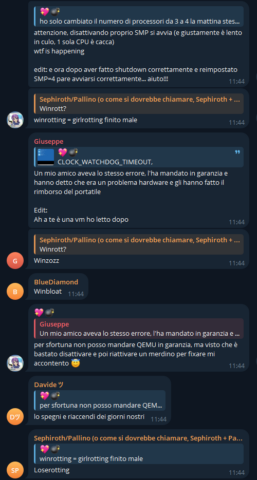 💖 📹
ho solo cambiato il numero di processori da 3 a 4 la mattina stes...
attenzione, disattivando proprio SMP si avvia (e giustamente è lento
in culo, 1 sola CPU è cacca)
wtf is happening
edit: e ora dopo aver fatto shutdown correttamente e reimpostato
SMP=4 pare avviarsi correttamente... aiuto!!
11:44
Sephiroth/Pallino (o come si dovrebbe chiamare, Sephiroth + ...
Winrott?
winrotting = girlrotting finito male
11:44
Giuseppe
💖 📹
CLOCK_WATCHDOG_TIMEOUT.
Un mio amico aveva lo stesso errore, l'ha mandato in garanzia e
hanno detto che era un problema hardware e gli hanno fatto il
rimborso del portatile
Edit:
Ah a te è una vm ho letto dopo
11:44
Sephiroth/Pallino (o come si dovrebbe chiamare, Sephiroth + ...
Winrott?
G
Winzozz
11:44
BlueDiamond
B
Winbloat
11:44
💖 📹
Giuseppe
Un mio amico aveva lo stesso errore, l'ha mandato in garanzia e ...
per sfortuna non posso mandare QEMU in garanzia, ma visto che è
bastato disattivare e poi riattivare un merdino per fixare mi
accontento 😇
11:44
Davide ツ
💖 📹
per sfortuna non posso mandare QEM...
Dツ
lo spegni e riaccendi dei giorni nostri
11:44
Sephiroth/Pallino (o come si dovrebbe chiamare, Sephiroth + Pa...
💖 📹
winrotting = girlrotting finito male
SP
Loserotting
11:44